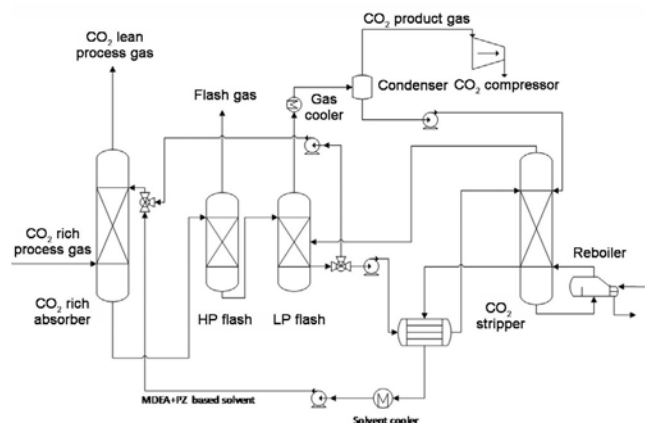 CO₂ product gas
CO₂ lean
process gas
Flash gas
Gas
cooler
Condenser
CO₂ compressor
CO₂ rich
process gas
Reboiler
CO₂ rich
absorber
HP flash
LP flash
CO₂
stripper
MDEA+PZ based solvent
M
Solvent cooler